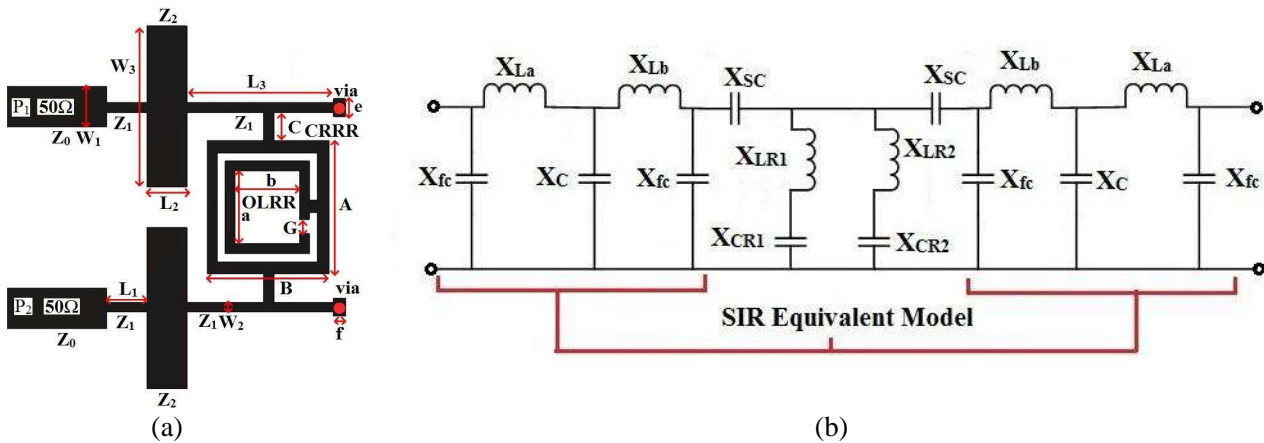 Z2
W3
L3
via
P1 50Ω
e
Z1
Z1
C
CRRR
Z0 W1
b
L2
OLRR
a
A
G
B
via
L1
P2 50Ω
Z1
Z1 W2
f
Z0
Z2
(a)
XLa
XLb
XSC
XSC
XLb
XLa
XLR1
XLR2
Xfc
XC
Xfc
Xfc
XC
Xfc
XCR1
XCR2
SIR Equivalent Model
(b)